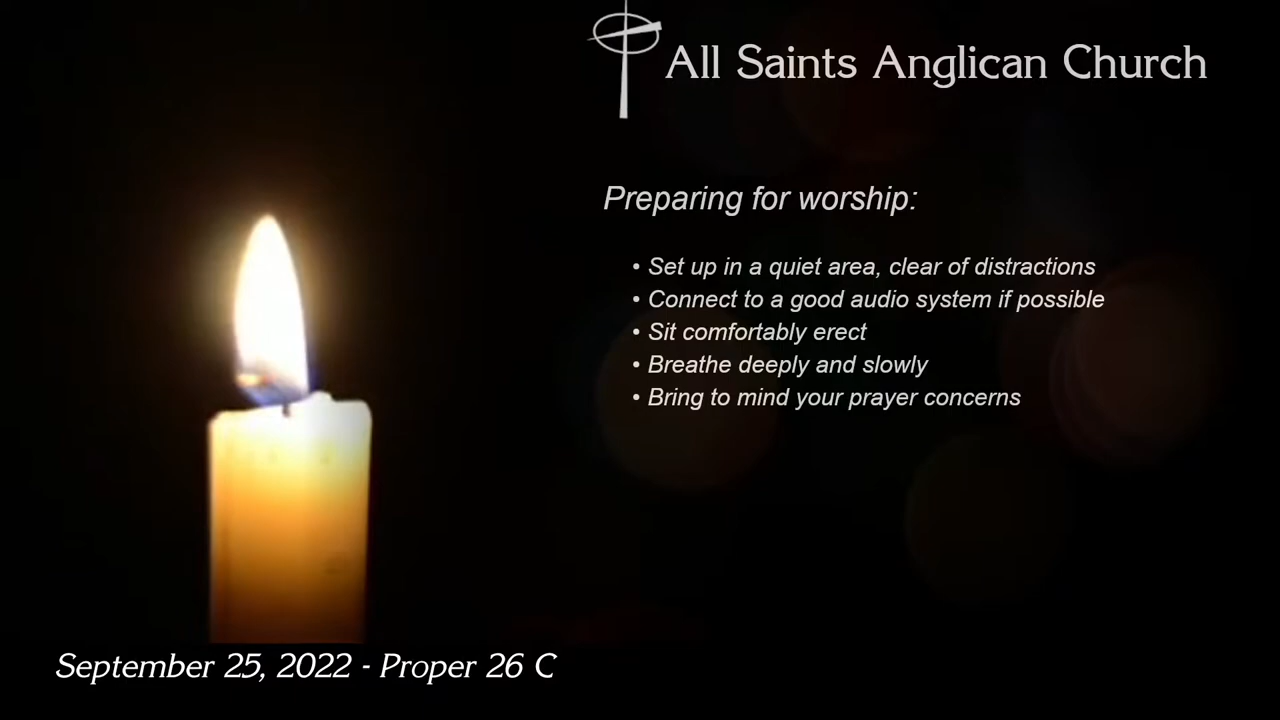 All Saints Anglican Church
Preparing for worship:
• Set up in a quiet area, clear of distractions
• Connect to a good audio system if possible
• Sit comfortably erect
• Breathe deeply and slowly
• Bring to mind your prayer concerns
September 25, 2022 - Proper 26 C